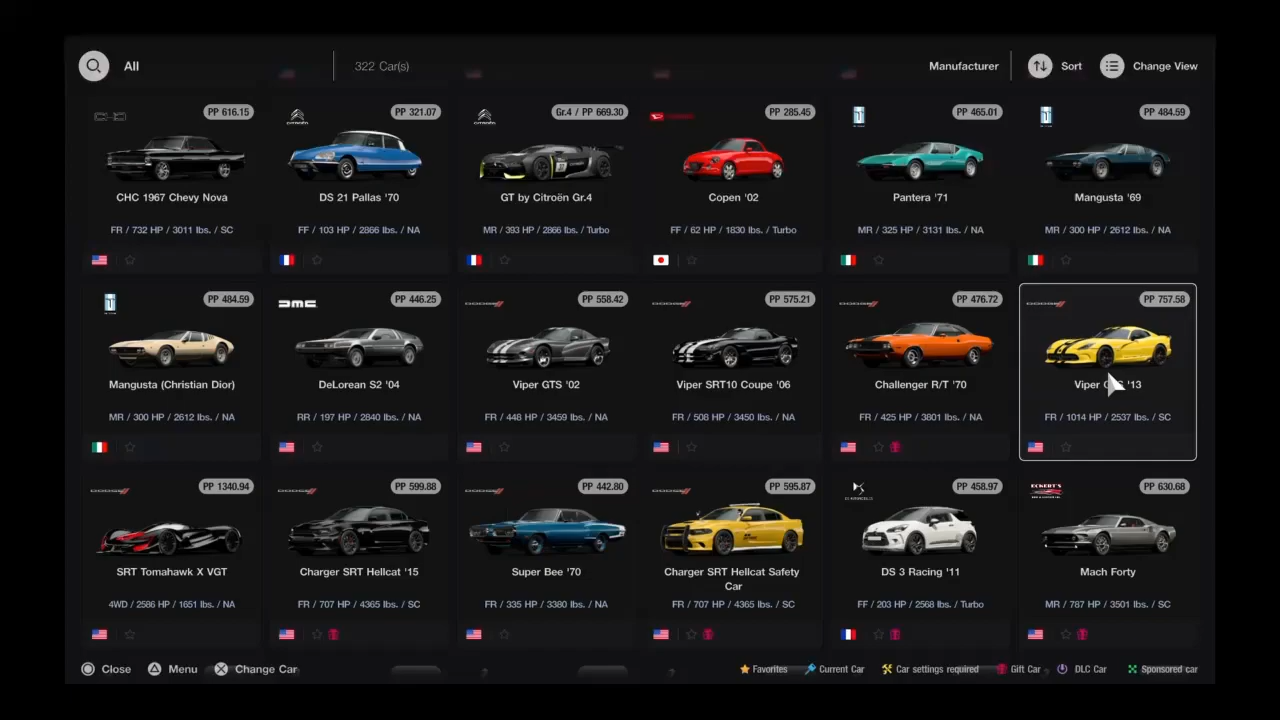 All
322 Car(s)
Manufacturer
Sort
Change View
PP 616.15
CHC 1967 Chevy Nova
FR / 732 HP / 3011 lbs. / SC
CITROËN
PP 321.07
DS 21 Pallas '70
FF / 103 HP / 2866 lbs. / NA
CITROËN
Gr.4 / PP 669.30
GT by Citroën Gr.4
MR / 393 HP / 2866 lbs. / Turbo
PP 285.45
Copen '02
FF / 62 HP / 1830 lbs. / Turbo
PP 465.01
Pantera '71
MR / 325 HP / 3131 lbs. / NA
PP 484.59
Mangusta '69
MR / 300 HP / 2612 lbs. / NA
PP 484.59
Mangusta (Christian Dior)
MR / 300 HP / 2612 lbs. / NA
DMC
PP 446.25
DeLorean S2 '04
RR / 197 HP / 2840 lbs. / NA
DODGE
PP 558.42
Viper GTS '02
FR / 448 HP / 3459 lbs. / NA
DODGE
PP 575.21
Viper SRT10 Coupe '06
FR / 508 HP / 3450 lbs. / NA
DODGE
PP 476.72
Challenger R/T '70
FR / 425 HP / 3801 lbs. / NA
DODGE
PP 757.58
Viper '13
FR / 1014 HP / 2537 lbs. / SC
DODGE
PP 1340.94
SRT Tomahawk X VGT
4WD / 2586 HP / 1651 lbs. / NA
DODGE
PP 599.88
Charger SRT Hellcat '15
FR / 707 HP / 4365 lbs. / SC
DODGE
PP 442.80
Super Bee '70
FR / 335 HP / 3380 lbs. / NA
DODGE
PP 595.87
Charger SRT Hellcat Safety
Car
FR / 707 HP / 4365 lbs. / SC
PP 458.97
DS 3 Racing '11
FF / 203 HP / 2568 lbs. / Turbo
ECKERT'S
PP 630.68
Mach Forty
MR / 787 HP / 3501 lbs. / SC
Close
Menu
Change Car
Favorites
Current Car
Car settings required
Gift Car
DLC Car
Sponsored car